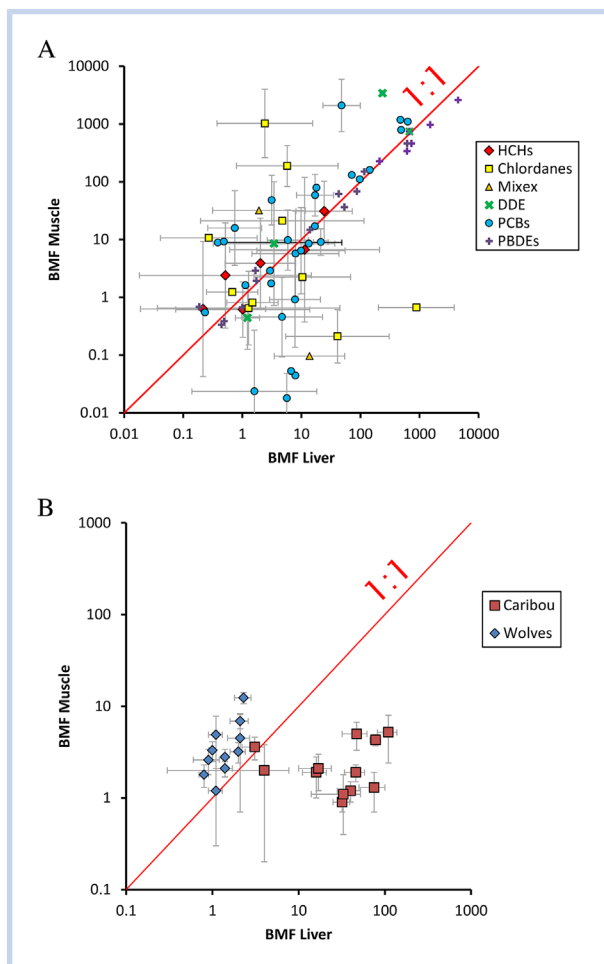 A
10000
1000
100
10
1
0.1
0.01
BMF Muscle
1:1
HCHs
Chlordanes
Mixex
DDE
PCBs
PBDEs
0.01 0.1 1 10 100 1000 10000
BMF Liver
B
1000
100
10
1
0.1
BMF Muscle
1:1
Caribou
Wolves
0.1 1 10 100 1000
BMF Liver